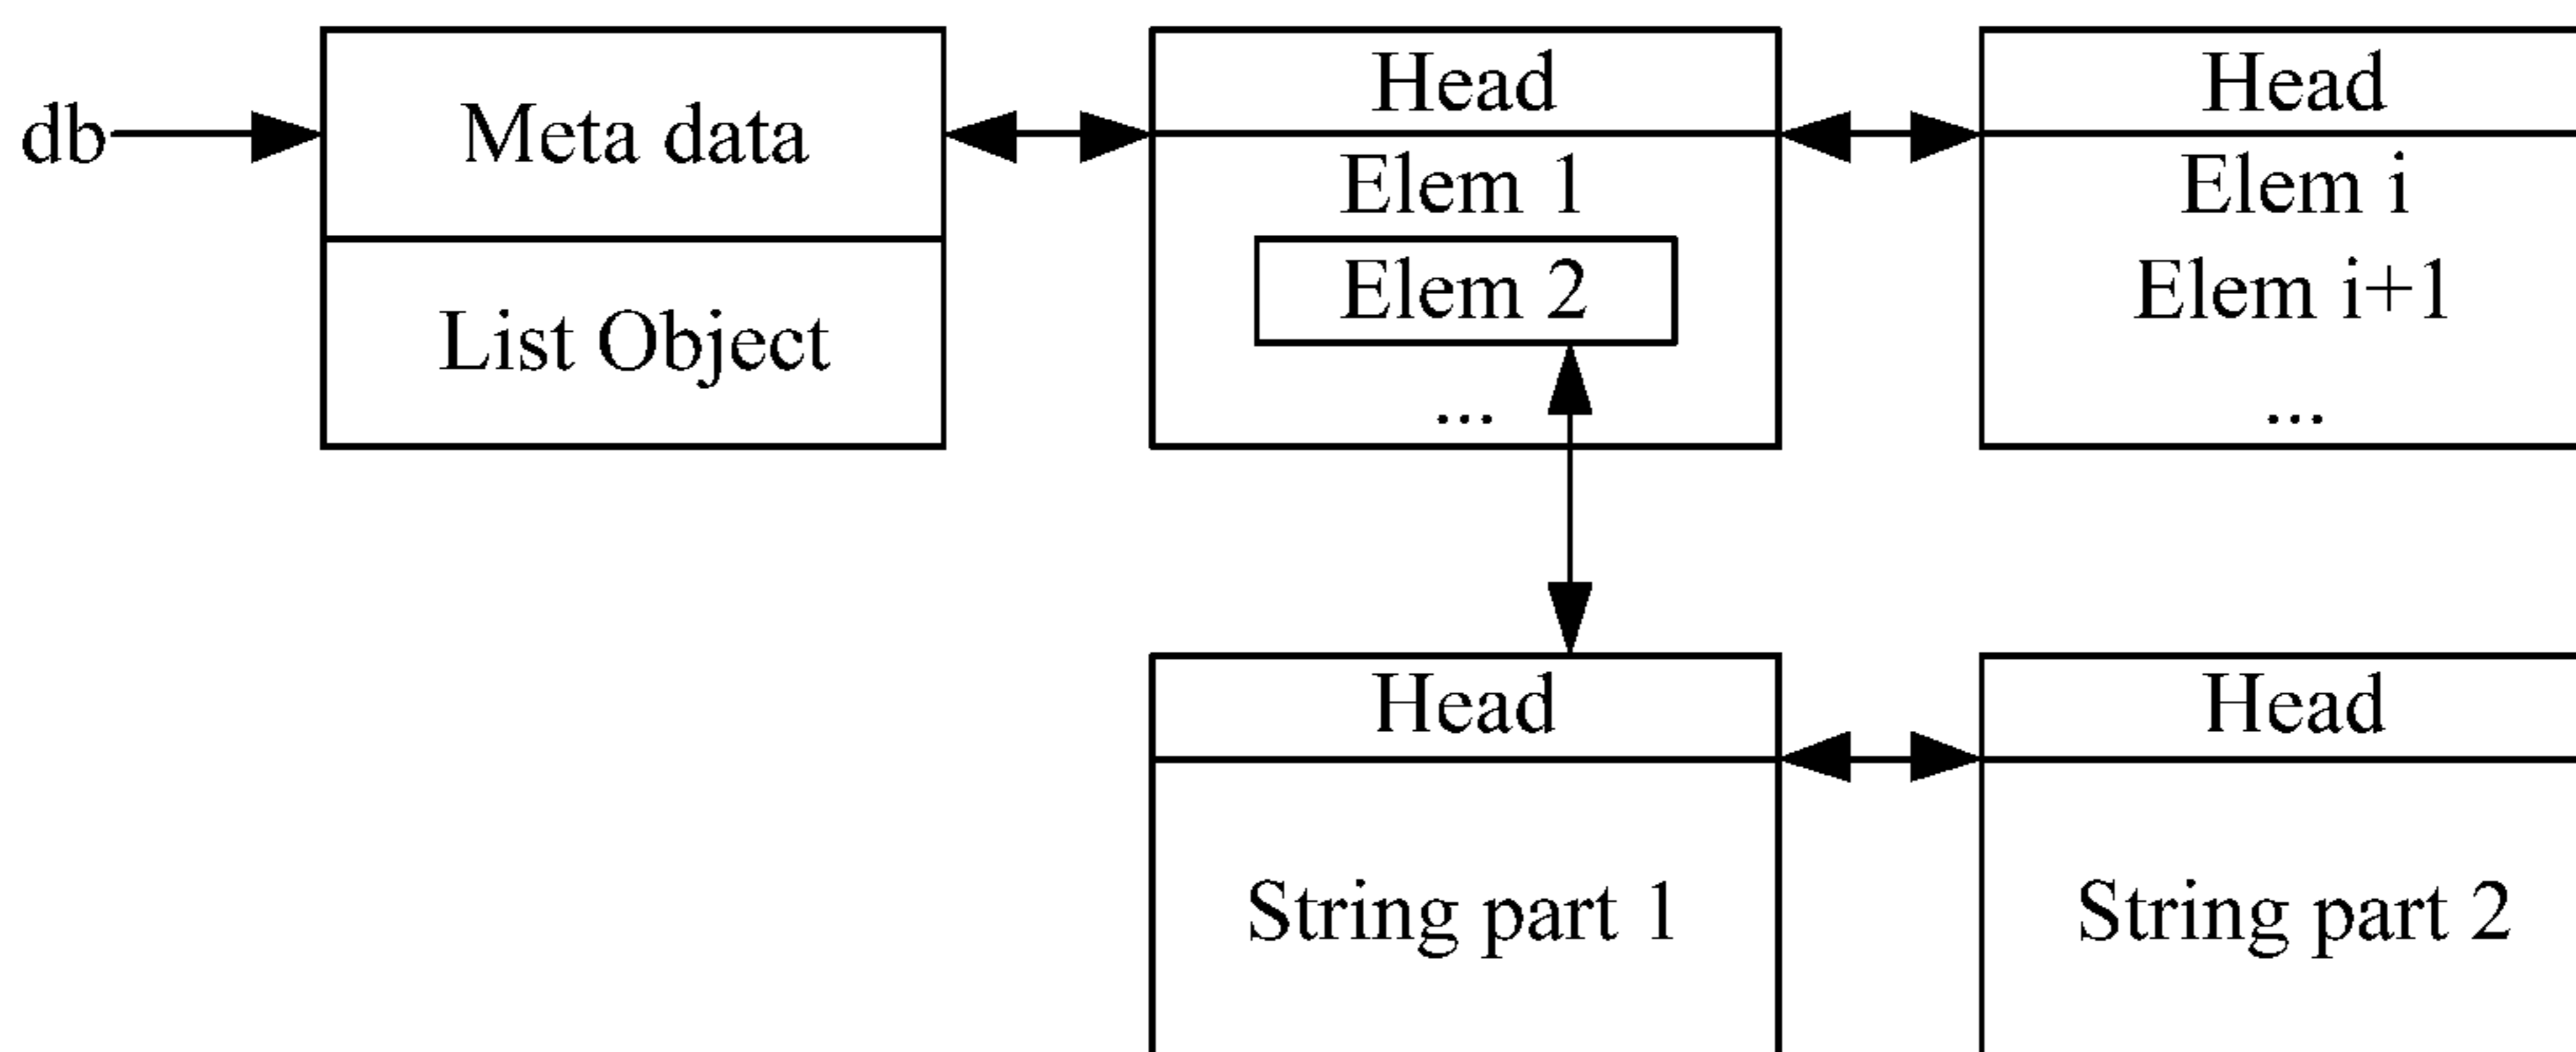 db
Meta data
List Object
Head
Elem 1
Elem 2
...
Head
Elem i
Elem i+1
...
Head
String part 1
Head
String part 2